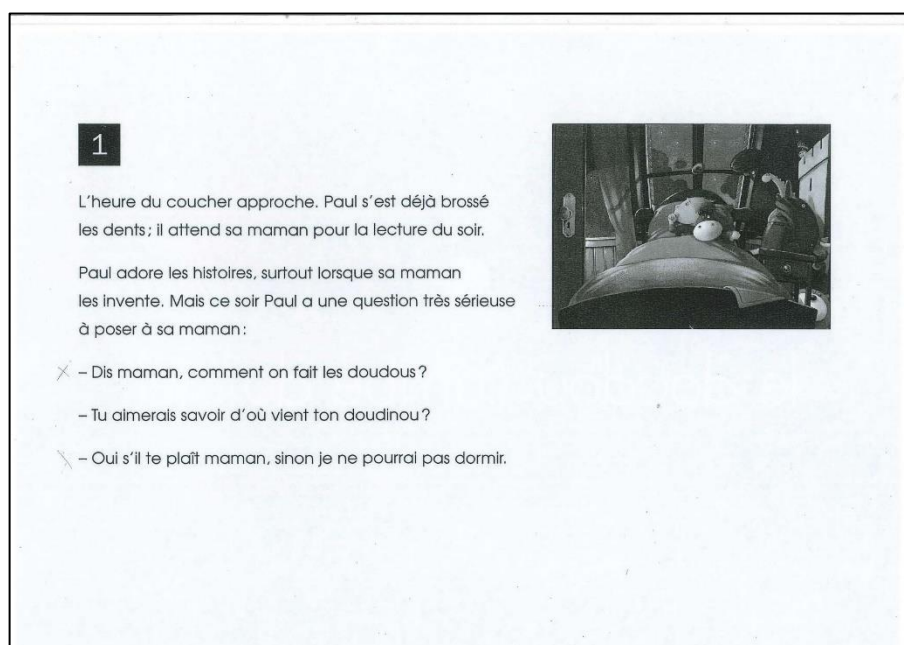 1
L'heure du coucher approche. Paul s'est déjà brossé
les dents ; il attend sa maman pour la lecture du soir.
Paul adore les histoires, surtout lorsque sa maman
les invente. Mais ce soir Paul a une question très sérieuse
à poser à sa maman :
– Dis maman, comment on fait les doudous ?
– Tu aimerais savoir d'où vient ton doudinou ?
– Oui s'il te plaît maman, sinon je ne pourrai pas dormir.